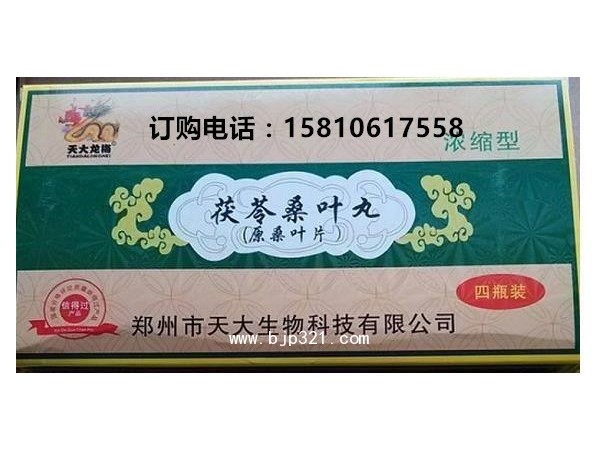 天大龙尚
订购电话：15810617558
浓缩型
茯苓桑叶丸
(原桑叶片)
四瓶装
信得过
产品
郑州市天大生物科技有限公司
www.bjp321.com